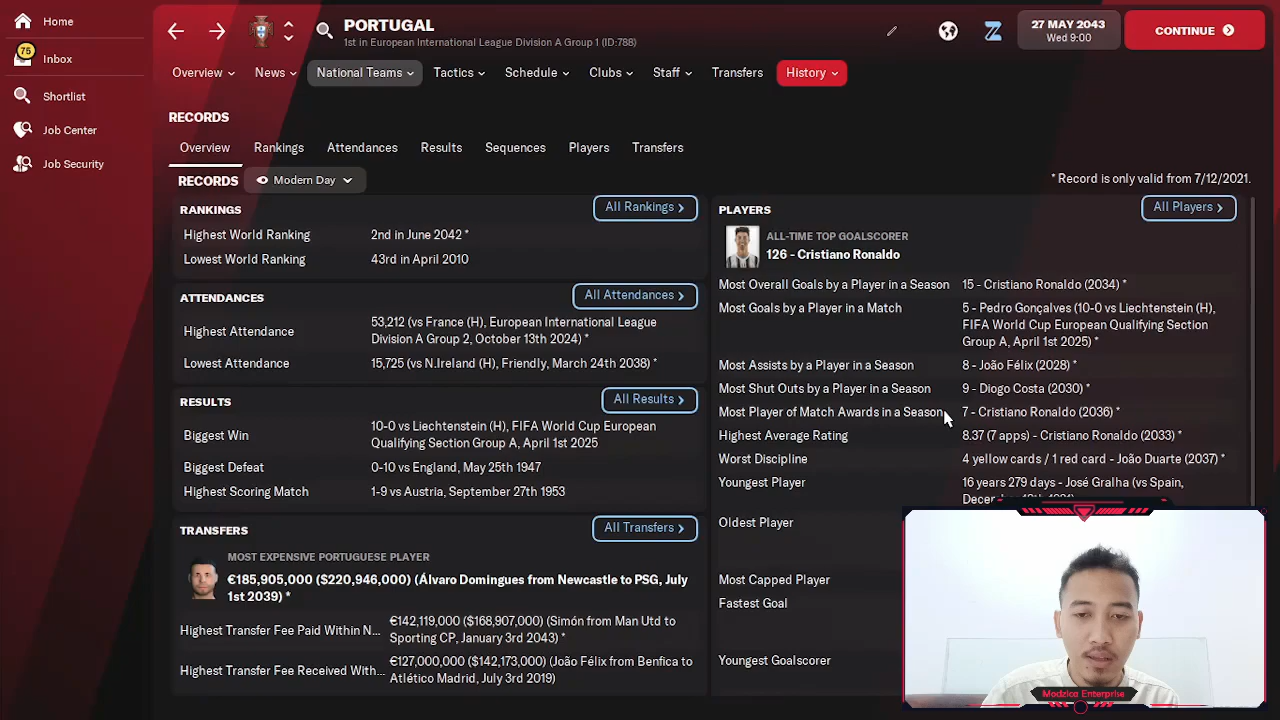 Home
75
Inbox
Shortlist
Job Center
Job Security
PORTUGAL
1st in European International League Division A Group 1 (ID:788)
27 MAY 2043
Wed 9:00
CONTINUE
Overview
News
National Teams
Tactics
Schedule
Clubs
Staff
Transfers
History
RECORDS
Overview
Rankings
Attendances
Results
Sequences
Players
Transfers
RECORDS
Modern Day
* Record is only valid from 7/12/2021.
RANKINGS
All Rankings >
Highest World Ranking
2nd in June 2042 *
Lowest World Ranking
43rd in April 2010
ATTENDANCES
All Attendances >
Highest Attendance
53,212 (vs France (H), European International League
Division A Group 2, October 13th 2024) *
Lowest Attendance
15,725 (vs N.Ireland (H), Friendly, March 24th 2038) *
RESULTS
All Results >
Biggest Win
10-0 vs Liechtenstein (H), FIFA World Cup European
Qualifying Section Group A, April 1st 2025
Biggest Defeat
0-10 vs England, May 25th 1947
Highest Scoring Match
1-9 vs Austria, September 27th 1953
TRANSFERS
All Transfers >
MOST EXPENSIVE PORTUGUESE PLAYER
€185,905,000 ($220,946,000) (Álvaro Domingues from Newcastle to PSG, July
1st 2039) *
Highest Transfer Fee Paid Within N...
($168,907,000) (Simón from Man Utd to
Sporting CP, January 3rd 2043) *
Highest Transfer Fee Received With...
€127,000,000 ($142,173,000) (João Félix from Benfica to
Atlético Madrid, July 3rd 2019)
PLAYERS
All Players >
ALL-TIME TOP GOALSCORER
126 - Cristiano Ronaldo
Most Overall Goals by a Player in a Season
15 - Cristiano Ronaldo (2034) *
Most Goals by a Player in a Match
5 - Pedro Gonçalves (10-0 vs Liechtenstein (H),
FIFA World Cup European Qualifying Section
Group A, April 1st 2025) *
Most Assists by a Player in a Season
8 - João Félix (2028) *
Most Shut Outs by a Player in a Season
9 - Diogo Costa (2030) *
Most Player of Match Awards in a Season
7 - Cristiano Ronaldo (2036) *
Highest Average Rating
8.37 (7 apps) - Cristiano Ronaldo (2033) *
Worst Discipline
4 yellow cards / 1 red card - João Duarte (2037) *
Youngest Player
16 years 279 days - José Gralha (vs Spain,
Oldest Player
Most Capped Player
Fastest Goal
Youngest Goalscorer
Modzica Enterprise